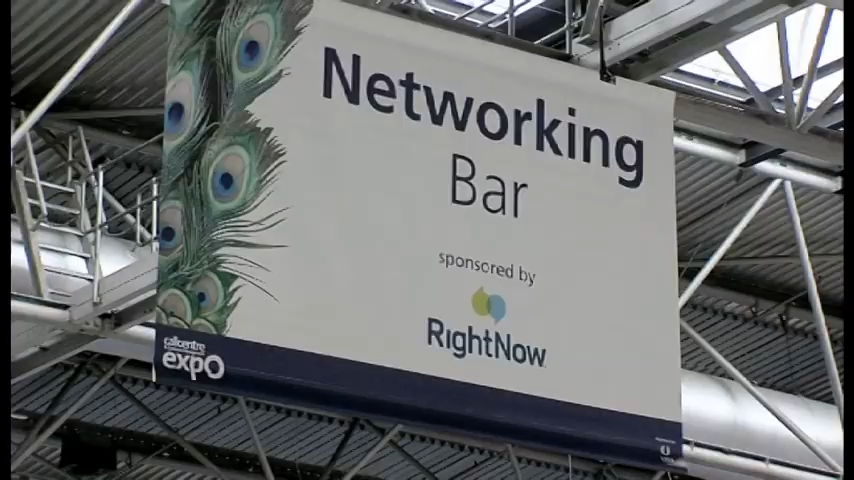 Networking
Bar
sponsored by
RightNow
callcentre
expo